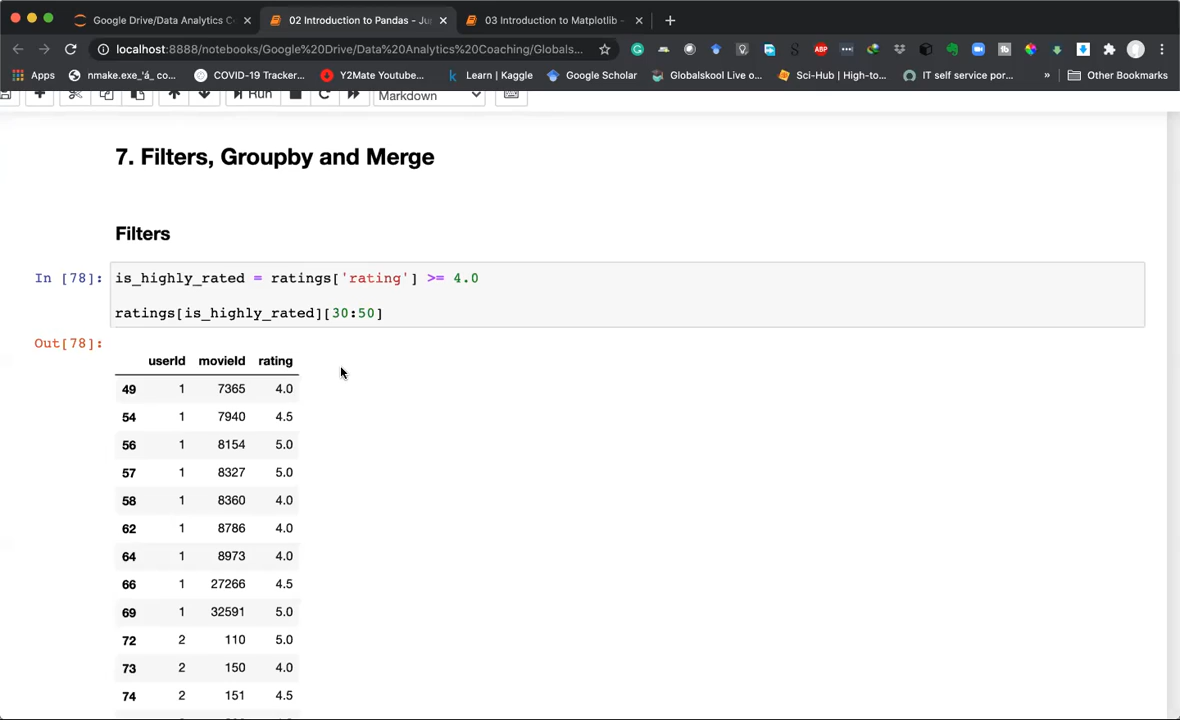 Google Drive/Data Analytics C
02 Introduction to Pandas - Ju
03 Introduction to Matplotlib -
localhost:8888/notebooks/Google%20Drive/Data%20Analytics%20Coaching/Globals...
Apps
nmake.exe_'á_ co...
COVID-19 Tracker...
Y2Mate Youtube...
Learn | Kaggle
Google Scholar
Globalskool Live o...
Sci-Hub | High-to...
IT self service por...
»
Other Bookmarks
Run
Markdown
7. Filters, Groupby and Merge
Filters
In [78]:
is_highly_rated = ratings['rating'] >= 4.0
ratings[is_highly_rated][30:50]
Out[78]:
userId movieId rating
49 1 7365 4.0
54 1 7940 4.5
56 1 8154 5.0
57 1 8327 5.0
58 1 8360 4.0
62 1 8786 4.0
64 1 8973 4.0
66 1 27266 4.5
69 1 32591 5.0
72 2 110 5.0
73 2 150 4.0
74 2 151 4.5